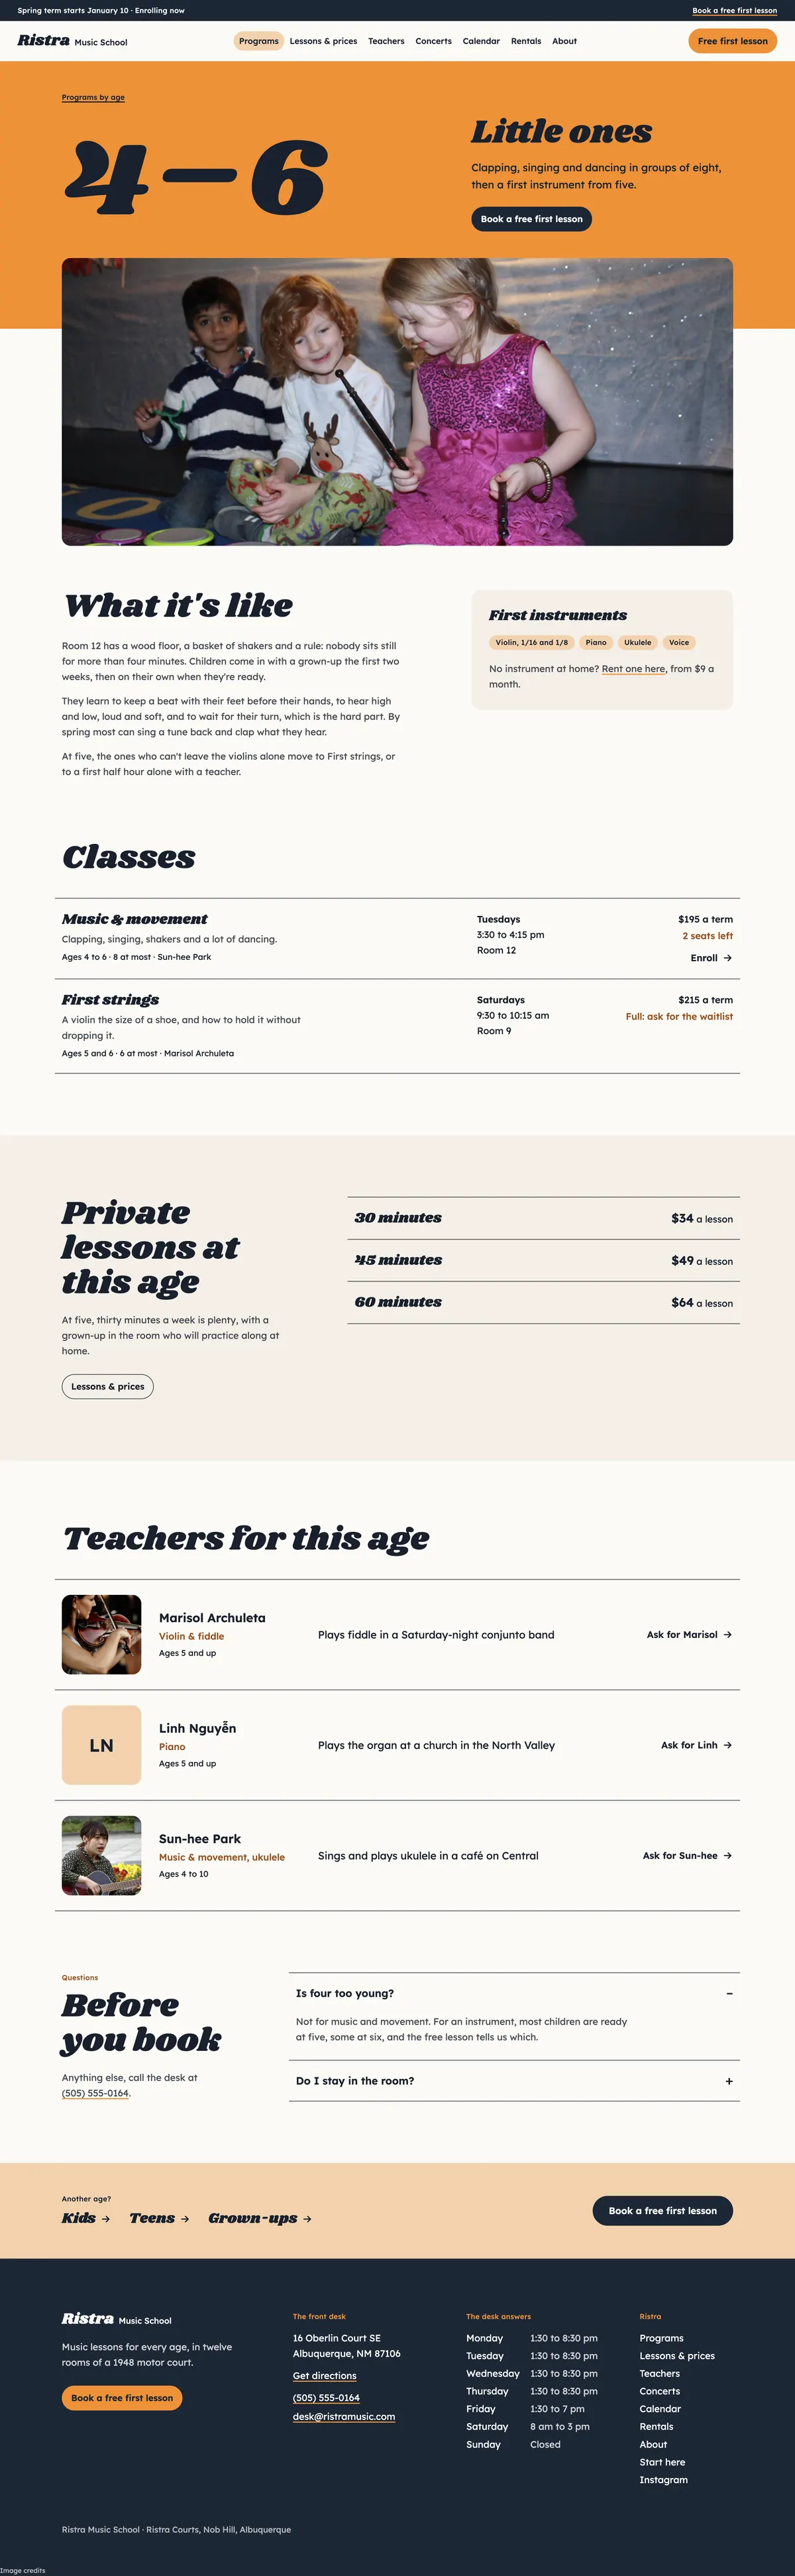 Spring term starts January 10 · Enrolling now
Book a free first lesson
Ristra Music School
Programs
Lessons & prices
Teachers
Concerts
Calendar
Rentals
About
Free first lesson
Programs by age
4–6
Little ones
Clapping, singing and dancing in groups of eight,
then a first instrument from five.
Book a free first lesson
What it's like
Room 12 has a wood floor, a basket of shakers and a rule: nobody sits still
for more than four minutes. Children come in with a grown-up the first two
weeks, then on their own when they're ready.
They learn to keep a beat with their feet before their hands, to hear high
and low, loud and soft, and to wait for their turn, which is the hard part. By
spring most can sing a tune back and clap what they hear.
At five, the ones who can't leave the violins alone move to First strings, or
to a first half hour alone with a teacher.
First instruments
Violin, 1/16 and 1/8
Piano
Ukulele
Voice
No instrument at home? Rent one here, from $9 a
month.
Classes
Music & movement
Clapping, singing, shakers and a lot of dancing.
Ages 4 to 6 · 8 at most · Sun-hee Park
Tuesdays
3:30 to 4:15 pm
Room 12
$195 a term
2 seats left
Enroll →
First strings
A violin the size of a shoe, and how to hold it without
dropping it.
Ages 5 and 6 · 6 at most · Marisol Archuleta
Saturdays
9:30 to 10:15 am
Room 9
$215 a term
Full: ask for the waitlist
Private
lessons at
this age
At five, thirty minutes a week is plenty, with a
grown-up in the room who will practice along at
home.
Lessons & prices
30 minutes
$34 a lesson
45 minutes
$49 a lesson
60 minutes
$64 a lesson
Teachers for this age
Marisol Archuleta
Violin & fiddle
Ages 5 and up
Plays fiddle in a Saturday-night conjunto band
Ask for Marisol →
LN
Linh Nguyễn
Piano
Ages 5 and up
Plays the organ at a church in the North Valley
Ask for Linh →
Sun-hee Park
Music & movement, ukulele
Ages 4 to 10
Sings and plays ukulele in a café on Central
Ask for Sun-hee →
Questions
Before
you book
Anything else, call the desk at
(505) 555-0164.
Is four too young?
−
Not for music and movement. For an instrument, most children are ready
at five, some at six, and the free lesson tells us which.
Do I stay in the room?
+
Another age?
Kids →
Teens →
Grown-ups →
Book a free first lesson
Ristra Music School
Music lessons for every age, in twelve
rooms of a 1948 motor court.
Book a free first lesson
The front desk
16 Oberlin Court SE
Albuquerque, NM 87106
Get directions
(505) 555-0164
desk@ristramusic.com
The desk answers
Monday 1:30 to 8:30 pm
Tuesday 1:30 to 8:30 pm
Wednesday 1:30 to 8:30 pm
Thursday 1:30 to 8:30 pm
Friday 1:30 to 7 pm
Saturday 8 am to 3 pm
Sunday Closed
Ristra
Programs
Lessons & prices
Teachers
Concerts
Calendar
Rentals
About
Start here
Instagram
Ristra Music School · Ristra Courts, Nob Hill, Albuquerque
Image credits